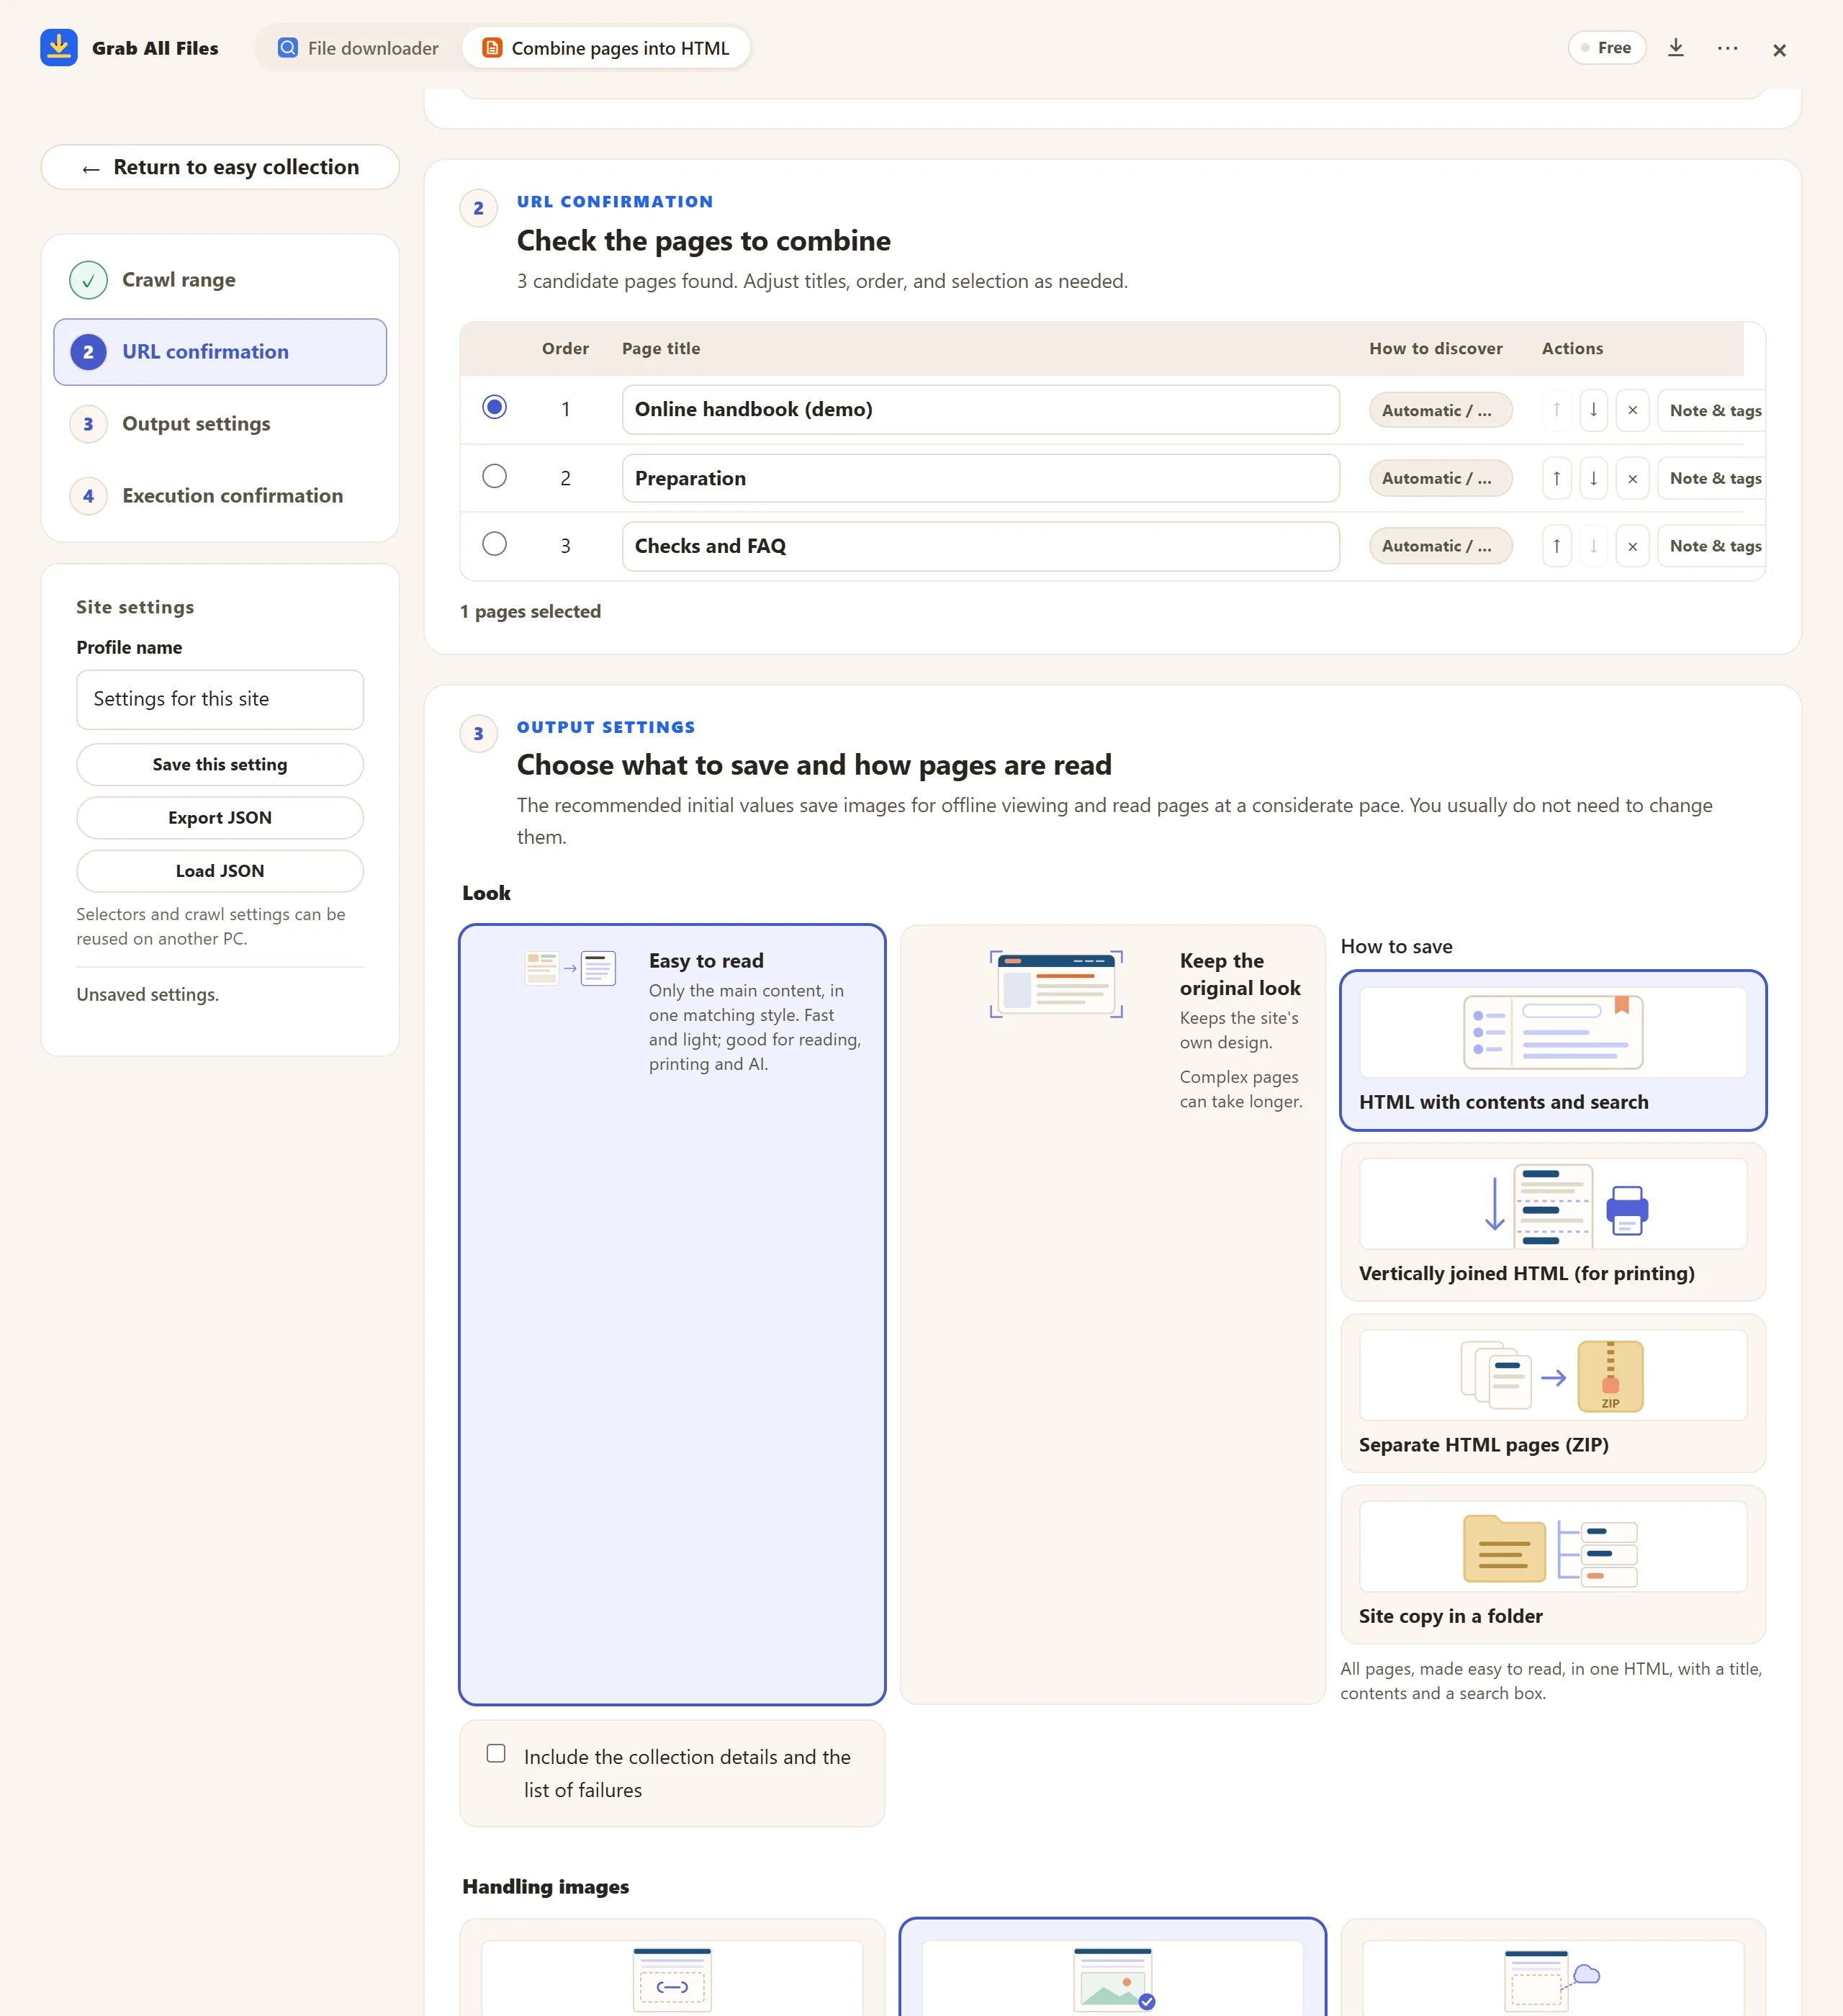 Grab All Files
File downloader
Combine pages into HTML
Free
← Return to easy collection
Crawl range
2 URL confirmation
3 Output settings
4 Execution confirmation
Site settings
Profile name
Settings for this site
Save this setting
Export JSON
Load JSON
Selectors and crawl settings can be
reused on another PC.
Unsaved settings.
2 URL CONFIRMATION
Check the pages to combine
3 candidate pages found. Adjust titles, order, and selection as needed.
Order Page title How to discover Actions
1 Online handbook (demo) Automatic / ... ↑ ↓ × Note & tags
2 Preparation Automatic / ... ↑ ↓ × Note & tags
3 Checks and FAQ Automatic / ... ↑ ↓ × Note & tags
1 pages selected
3 OUTPUT SETTINGS
Choose what to save and how pages are read
The recommended initial values save images for offline viewing and read pages at a considerate pace. You usually do not need to change
them.
Look
Easy to read
Only the main content, in
one matching style. Fast
and light; good for reading,
printing and AI.
Keep the
original look
Keeps the site's
own design.
Complex pages
can take longer.
How to save
HTML with contents and search
Vertically joined HTML (for printing)
ZIP
Separate HTML pages (ZIP)
Site copy in a folder
All pages, made easy to read, in one HTML, with a title,
contents and a search box.
Include the collection details and the
list of failures
Handling images